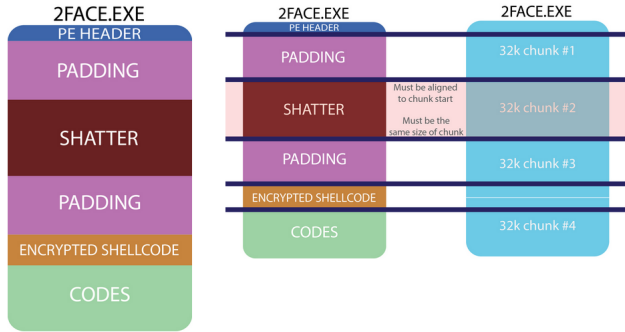 2FACE.EXE
PE HEADER
PADDING
SHATTER
PADDING
ENCRYPTED SHELLCODE
CODES
2FACE.EXE
PE HEADER
PADDING
SHATTER
PADDING
ENCRYPTED SHELLCODE
CODES
Must be aligned
to chunk start
Must be the
same size of chunk
2FACE.EXE
32k chunk #1
32k chunk #2
32k chunk #3
32k chunk #4